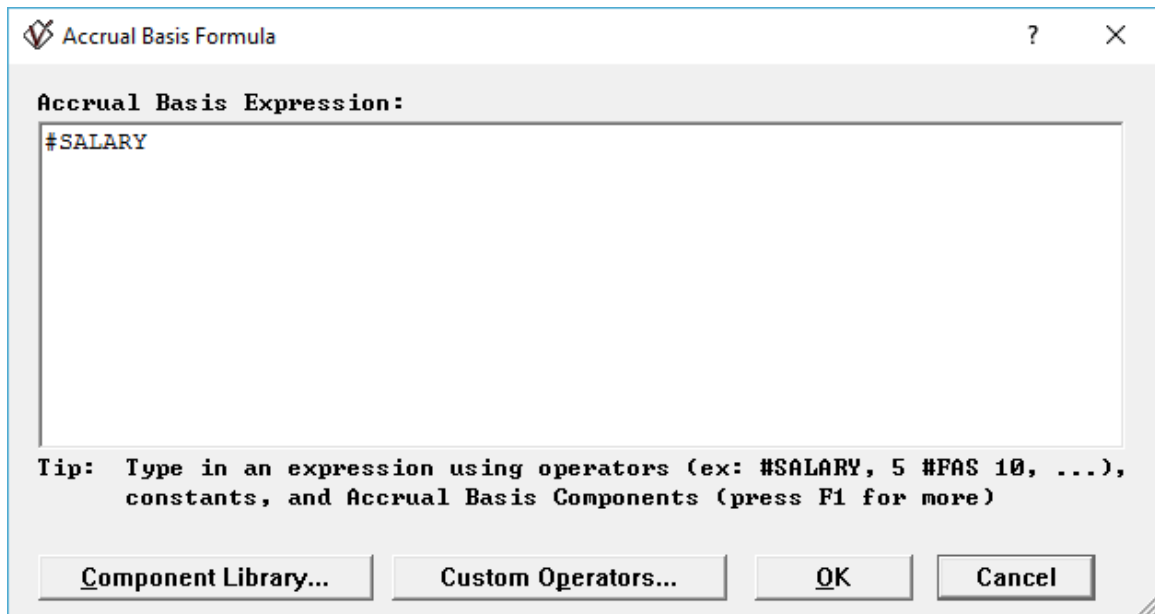 Accrual Basis Formula
?
Accrual Basis Expression:
#SALARY
Tip: Type in an expression using operators (ex: #SALARY, 5 #FAS 10, ...),
constants, and Accrual Basis Components (press F1 for more)
Component Library...
Custom Operators...
OK
Cancel